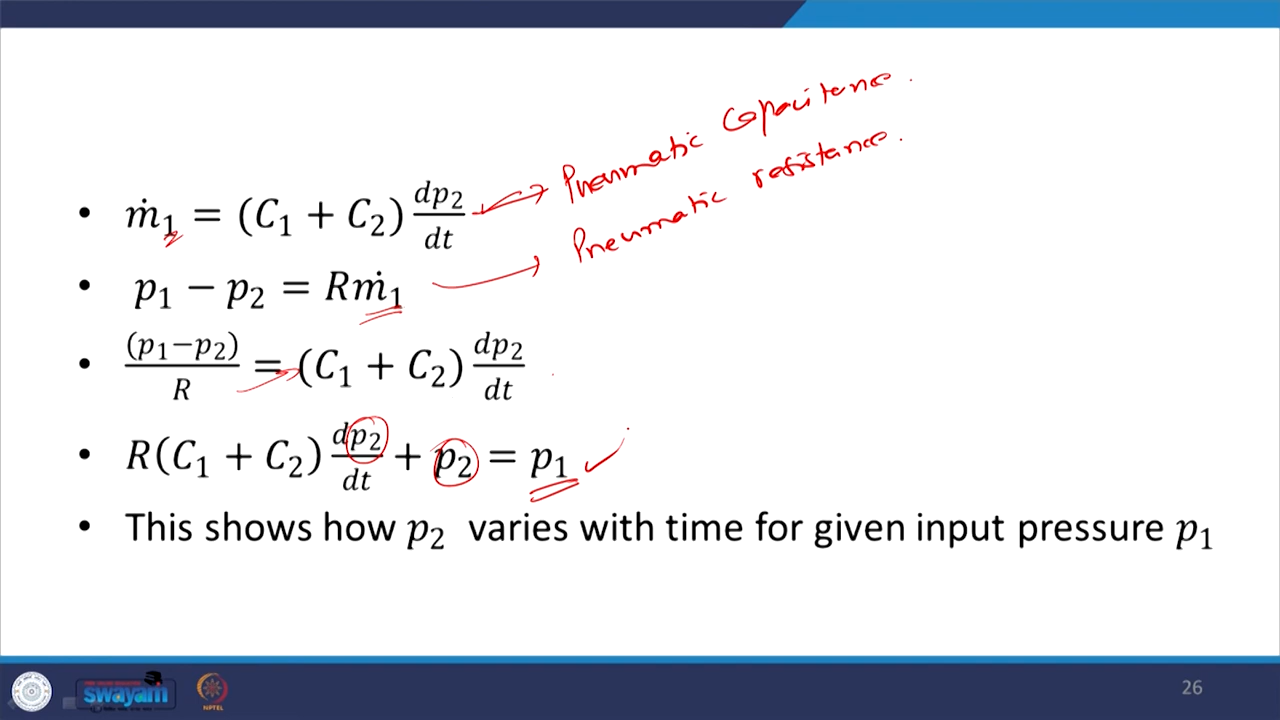 Pneumatic Capacitance.
Pneumatic resistance.
• ṁ₁ = (C₁ + C₂) dp₂/dt
• p₁ − p₂ = Rṁ₁
• (p₁−p₂)/R = (C₁ + C₂) dp₂/dt
• R(C₁ + C₂) dp₂/dt + p₂ = p₁
• This shows how p₂ varies with time for given input pressure p₁
swayam
NPTEL
26